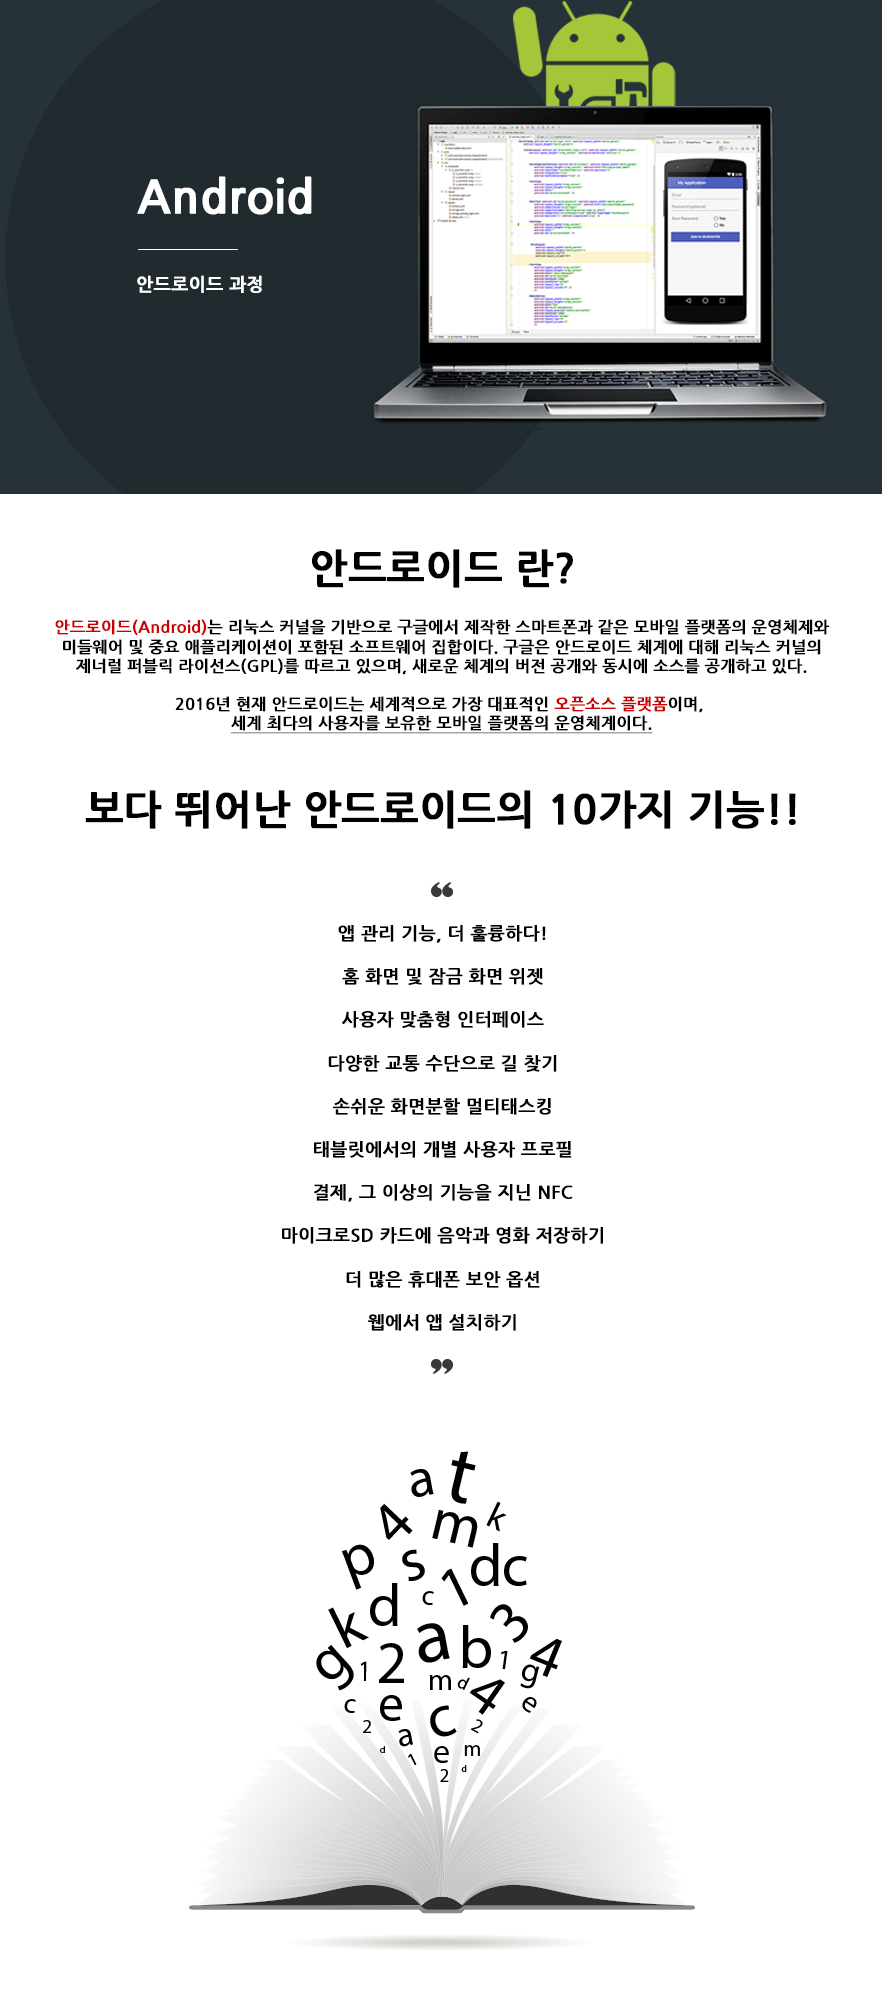 Android
안드로이드 과정
My Application
안드로이드 란?
안드로이드(Android)는 리눅스 커널을 기반으로 구글에서 제작한 스마트폰과 같은 모바일 플랫폼의 운영체제와
미들웨어 및 중요 애플리케이션이 포함된 소프트웨어 집합이다. 구글은 안드로이드 체계에 대해 리눅스 커널의
제너럴 퍼블릭 라이선스(GPL)를 따르고 있으며, 새로운 체계의 버전 공개와 동시에 소스를 공개하고 있다.
2016년 현재 안드로이드는 세계적으로 가장 대표적인 오픈소스 플랫폼이며,
세계 최다의 사용자를 보유한 모바일 플랫폼의 운영체계이다.
보다 뛰어난 안드로이드의 10가지 기능!!
❝
앱 관리 기능, 더 훌륭하다!
홈 화면 및 잠금 화면 위젯
사용자 맞춤형 인터페이스
다양한 교통 수단으로 길 찾기
손쉬운 화면분할 멀티태스킹
태블릿에서의 개별 사용자 프로필
결제, 그 이상의 기능을 지닌 NFC
마이크로SD 카드에 음악과 영화 저장하기
더 많은 휴대폰 보안 옵션
웹에서 앱 설치하기
❞
a t
4 m k
p s 1 d c
k d c a b 3
g 1 2 m d 4 1 g 4
c e c 2 e
2 a
d 1 e m
2 d